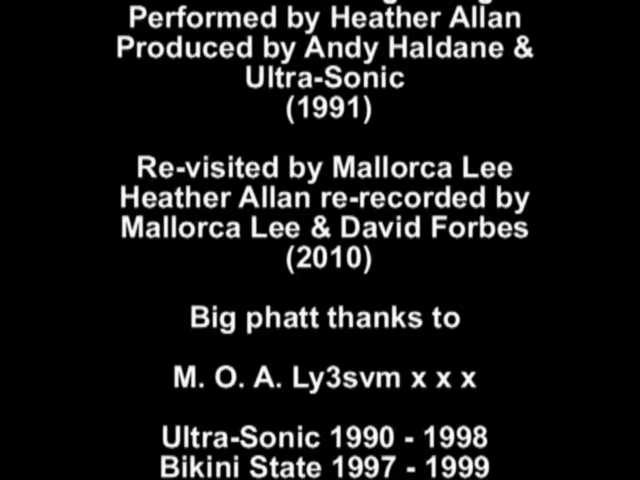 Performed by Heather Allan
Produced by Andy Haldane &
Ultra-Sonic
(1991)
Re-visited by Mallorca Lee
Heather Allan re-recorded by
Mallorca Lee & David Forbes
(2010)
Big phatt thanks to
M. O. A. Ly3svm x x x
Ultra-Sonic 1990 - 1998
Bikini State 1997 - 1999